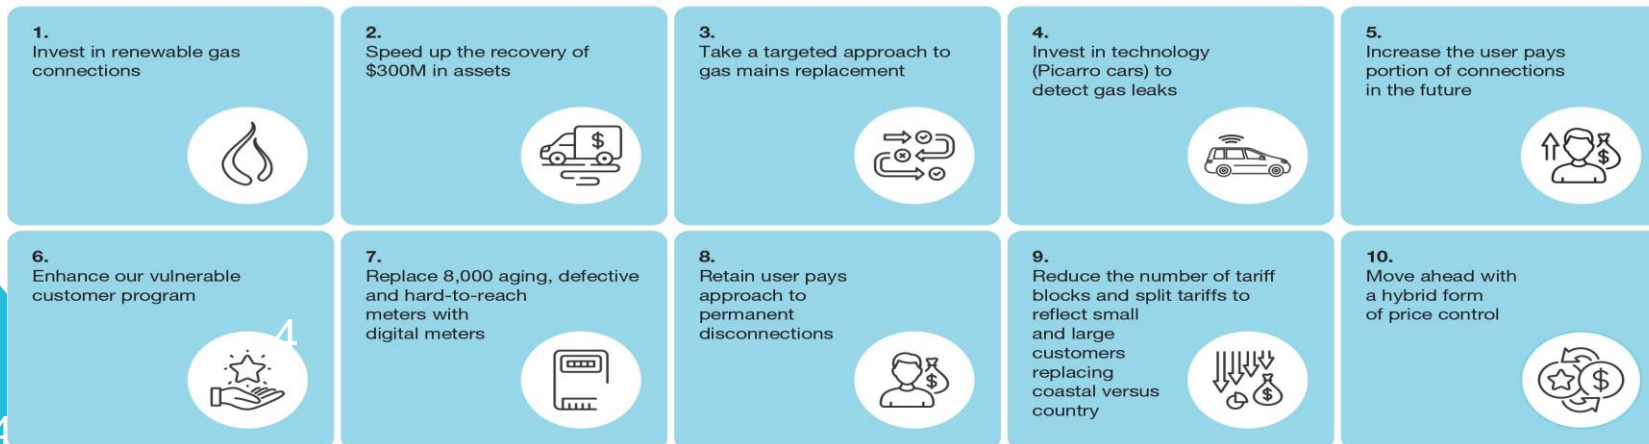 1.
Invest in renewable gas
connections
2.
Speed up the recovery of
$300M in assets
$
3.
Take a targeted approach to
gas mains replacement
4.
Invest in technology
(Picarro cars) to
detect gas leaks
5.
Increase the user pays
portion of connections
in the future
$
6.
Enhance our vulnerable
customer program
4
7.
Replace 8,000 aging, defective
and hard-to-reach
meters with
digital meters
8.
Retain user pays
approach to
permanent
disconnections
$
9.
Reduce the number of tariff
blocks and split tariffs to
reflect small
and large
customers
replacing
coastal versus
country
$
10.
Move ahead with
a hybrid form
of price control
$
4